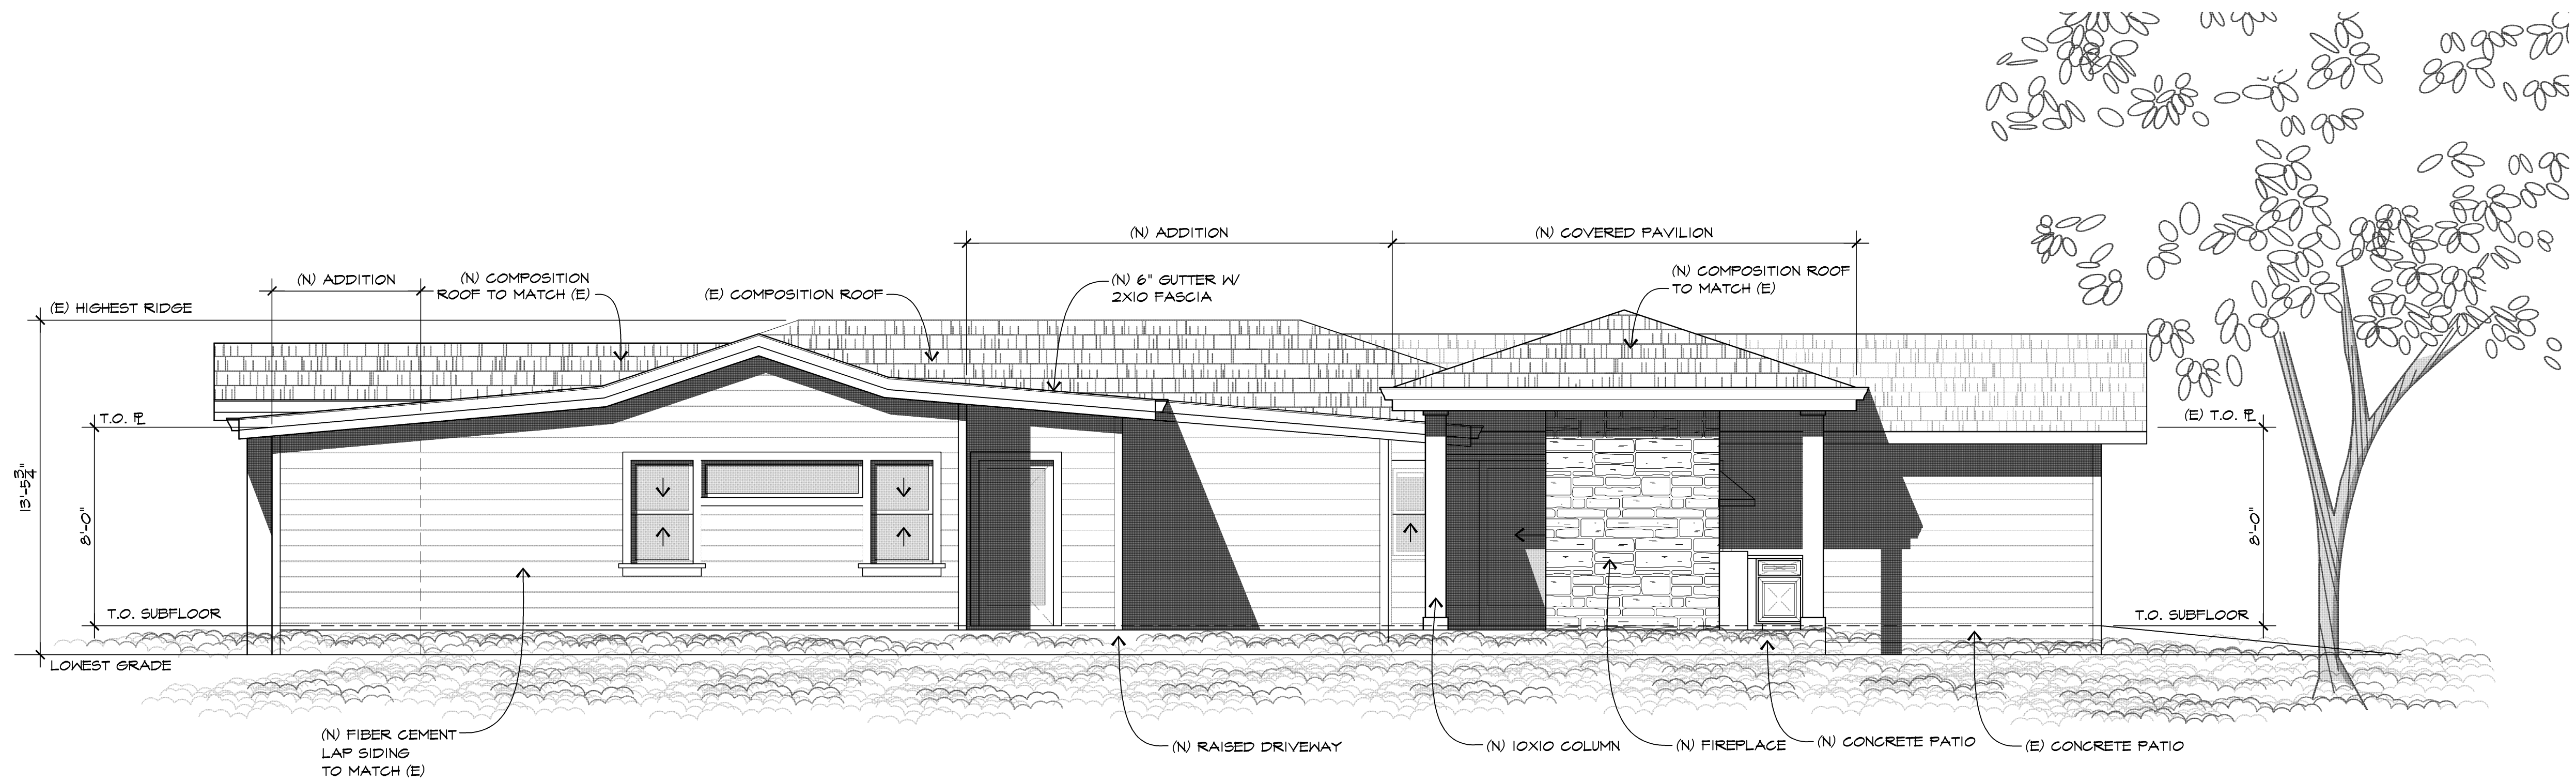 (N) ADDITION
(N) COVERED PAVILION
(N) ADDITION
(N) COMPOSITION
ROOF TO MATCH (E)
(E) COMPOSITION ROOF
(N) 6" GUTTER W/
2X10 FASCIA
(N) COMPOSITION ROOF
TO MATCH (E)
(E) HIGHEST RIDGE
T.O. PL
(E) T.O. PL
13'-5 3/4"
8'-0"
8'-0"
T.O. SUBFLOOR
T.O. SUBFLOOR
LOWEST GRADE
(N) FIBER CEMENT
LAP SIDING
TO MATCH (E)
(N) RAISED DRIVEWAY
(N) 10X10 COLUMN
(N) FIREPLACE
(N) CONCRETE PATIO
(E) CONCRETE PATIO